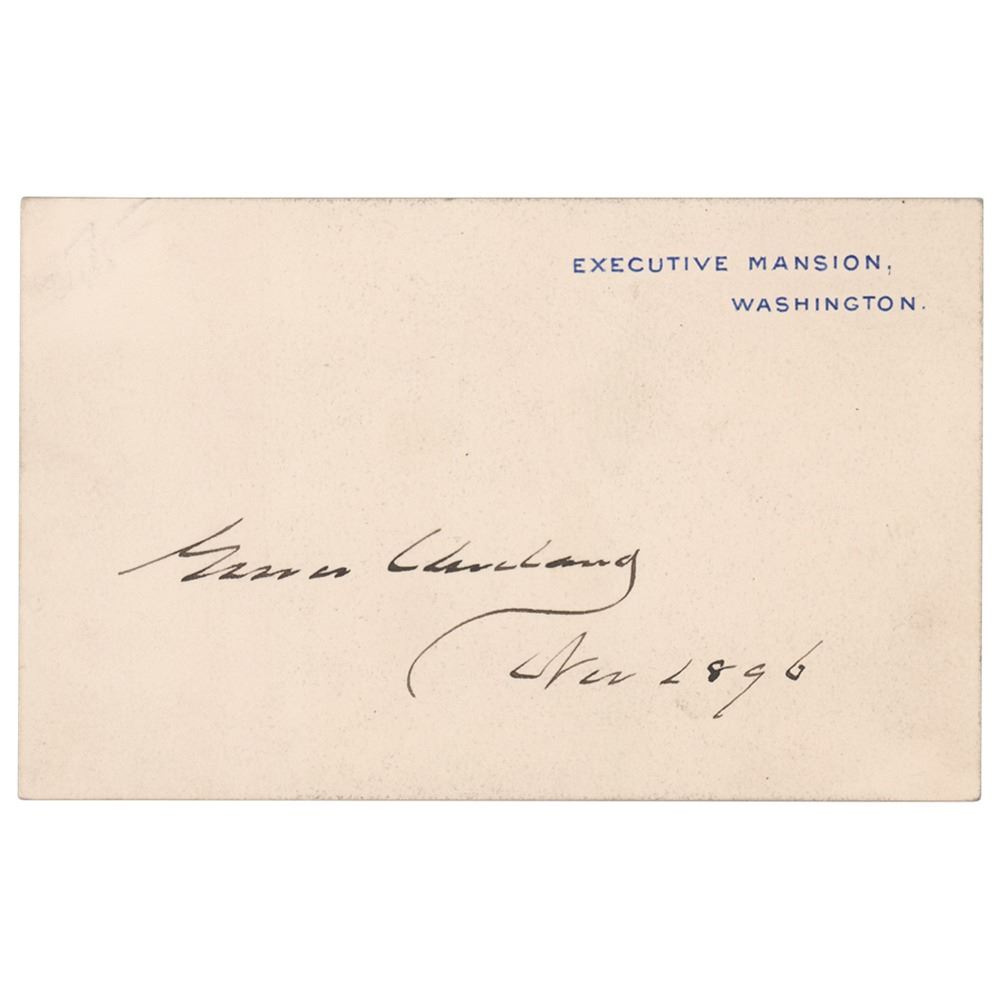 EXECUTIVE MANSION,
WASHINGTON.
Grover Cleveland
Nov 1896